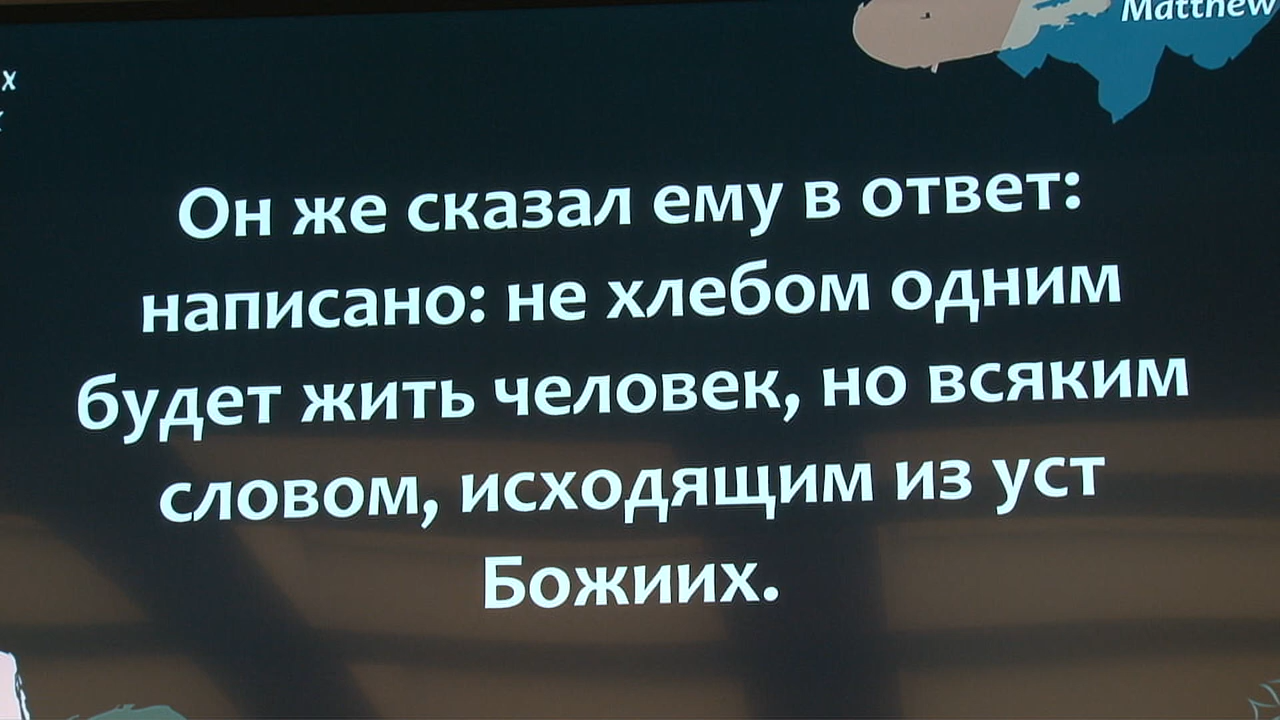 Matthew
х
Он же сказал ему в ответ:
написано: не хлебом одним
будет жить человек, но всяким
словом, исходящим из уст
Божиих.